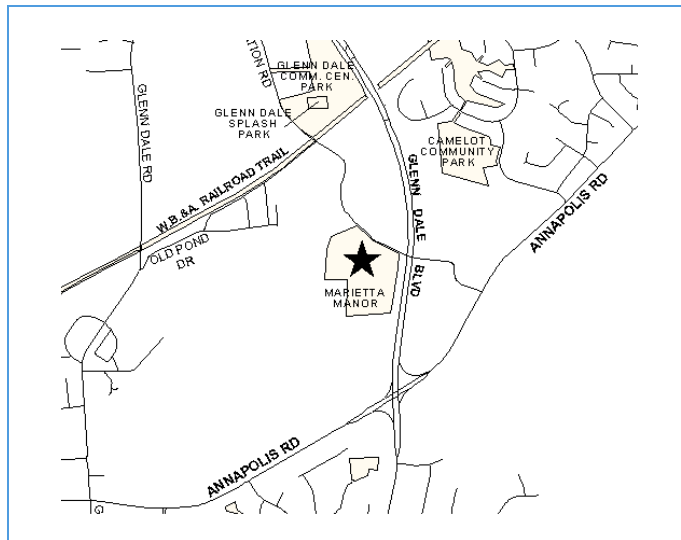 GLENN DALE
COMM. CEN.
PARK
ATION RD
GLENN DALE
SPLASH
PARK
GLENN DALE RD
CAMELOT
COMMUNITY
PARK
W.B.&A. RAILROAD TRAIL
GLENN DALE BLVD
ANNAPOLIS RD
OLD POND
DR
MARIETTA
MANOR
ANNAPOLIS RD
G